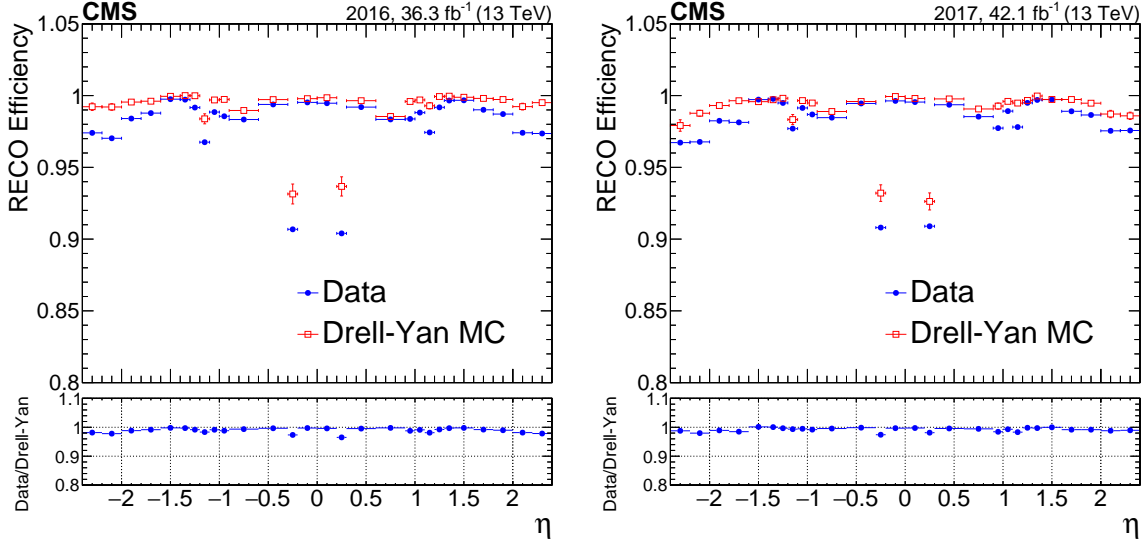 CMS 2016, 36.3 fb⁻¹ (13 TeV)
RECO Efficiency
1.05
1
0.95
0.9
0.85
0.8
Data
Drell-Yan MC
Data/Drell-Yan
1.1
1
0.9
0.8
−2 −1.5 −1 −0.5 0 0.5 1 1.5 2
η
CMS 2017, 42.1 fb⁻¹ (13 TeV)
RECO Efficiency
1.05
1
0.95
0.9
0.85
0.8
Data
Drell-Yan MC
Data/Drell-Yan
1.1
1
0.9
0.8
−2 −1.5 −1 −0.5 0 0.5 1 1.5 2
η